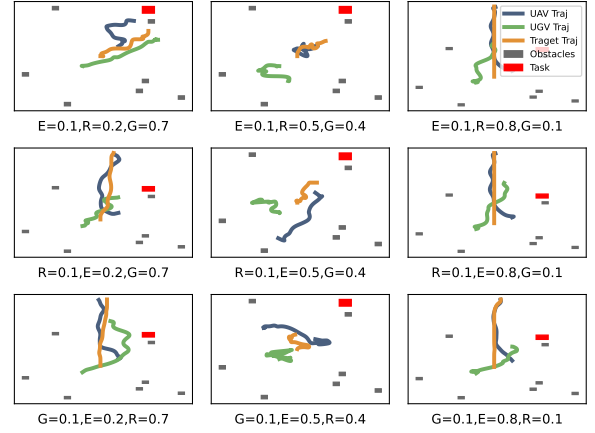 UAV Traj
UGV Traj
Traget Traj
Obstacles
Task
E=0.1,R=0.2,G=0.7
E=0.1,R=0.5,G=0.4
E=0.1,R=0.8,G=0.1
R=0.1,E=0.2,G=0.7
R=0.1,E=0.5,G=0.4
R=0.1,E=0.8,G=0.1
G=0.1,E=0.2,R=0.7
G=0.1,E=0.5,R=0.4
G=0.1,E=0.8,R=0.1